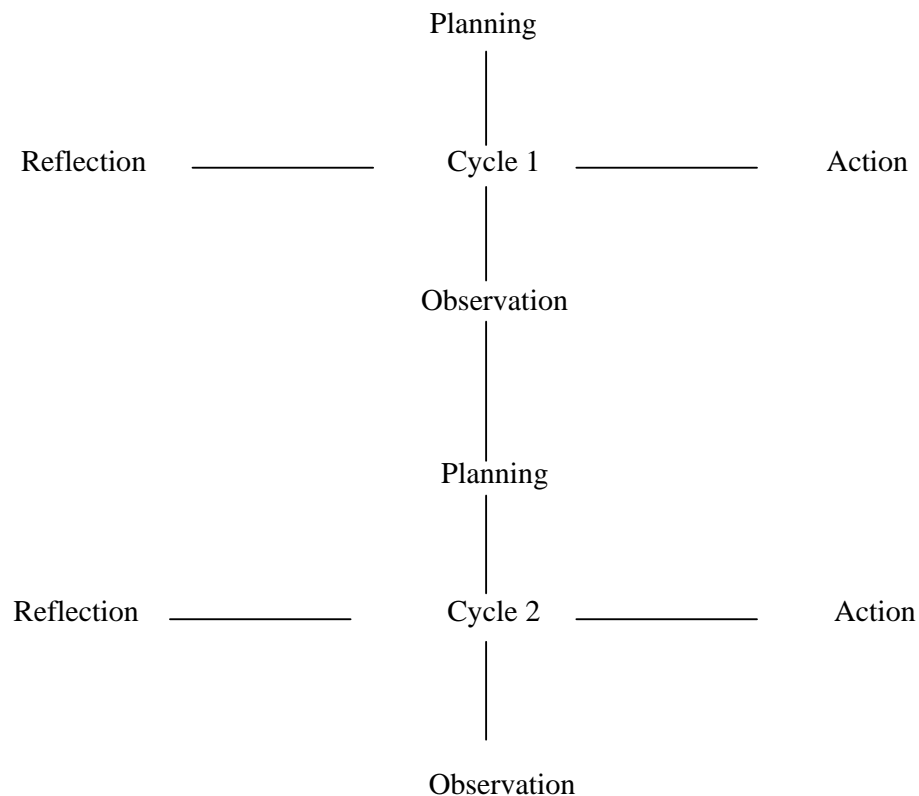 Planning
Reflection Cycle 1 Action
Observation
Planning
Reflection Cycle 2 Action
Observation